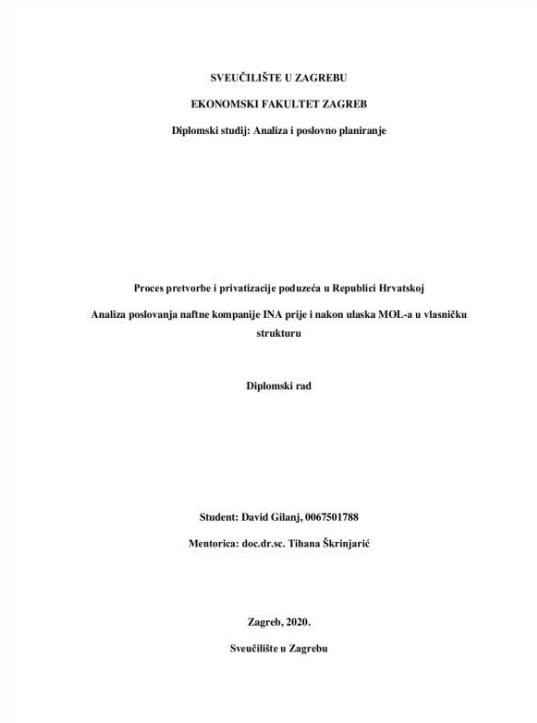 SVEUČILIŠTE U ZAGREBU
EKONOMSKI FAKULTET ZAGREB
Diplomski studij: Analiza i poslovno planiranje
Proces pretvorbe i privatizacije poduzeća u Republici Hrvatskoj
Analiza poslovanja naftne kompanije INA prije i nakon ulaska MOL-a u vlasničku
strukturu
Diplomski rad
Student: David Gilanj, 0067501788
Mentorica: doc.dr.sc. Tihana Škrinjarić
Zagreb, 2020.
Sveučilište u Zagrebu